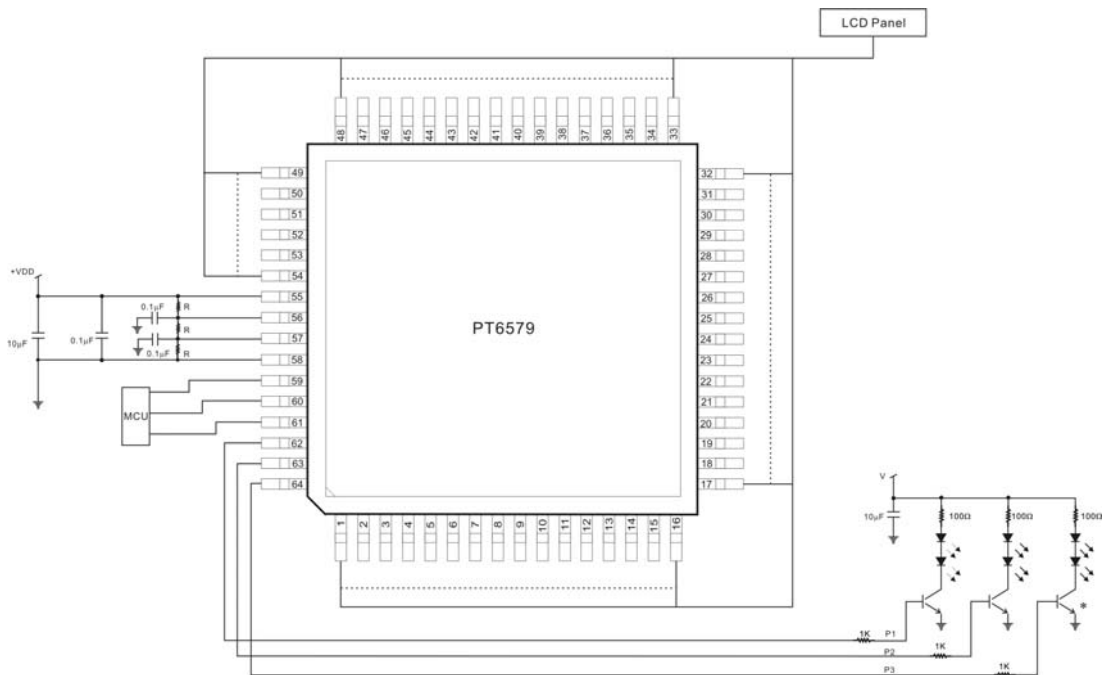 LCD Panel
48 47 46 45 44 43 42 41 40 39 38 37 36 35 34 33
49
50
51
52
53
54
55
56
57
58
59
60
61
62
63
64
32
31
30
29
28
27
26
25
24
23
22
21
20
19
18
17
PT6579
+VDD
10µF
0.1µF
0.1µF
R
R
0.1µF
R
MCU
1 2 3 4 5 6 7 8 9 10 11 12 13 14 15 16
V
10µF
100Ω 100Ω 100Ω
*
1K P1
P2 1K
P3 1K